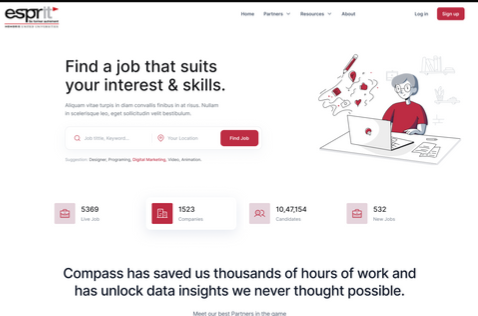 esprit
Home
Partners
Resources
About
Log in
Sign up
Find a job that suits
your interest & skills.
Aliquam vitae turpis in diam convallis finibus in at risus. Nullam
in scelerisque leo, eget sollicitudin velit bestibulum.
Job tittle, Keyword...
Your Location
Find Job
Suggestion: Designer, Programing, Digital Marketing, Video, Animation.
5369
Live Job
1523
Companies
10,47,154
Candidates
532
New Jobs
Compass has saved us thousands of hours of work and
has unlock data insights we never thought possible.
Meet our best Partners in the game